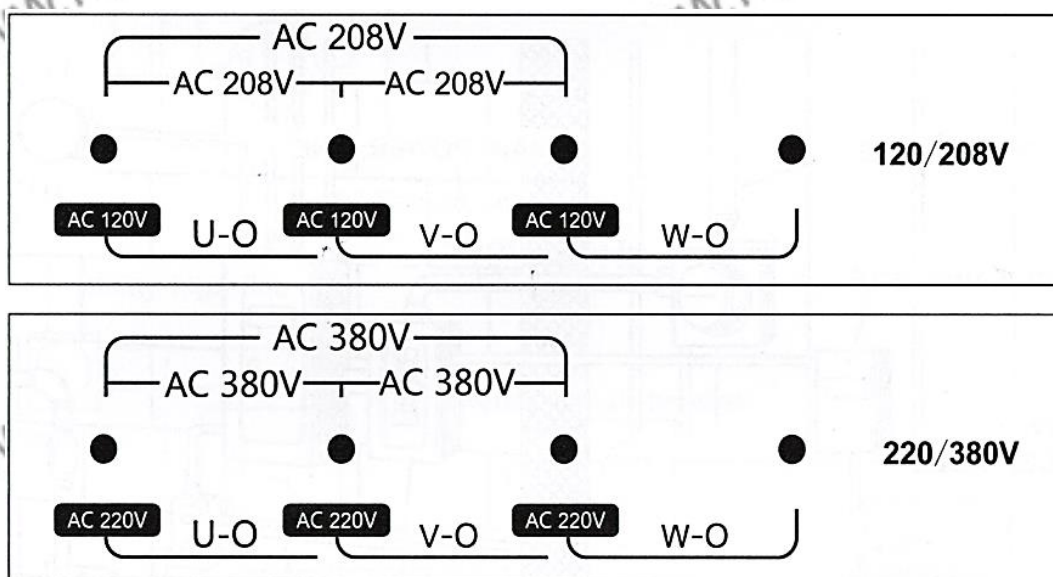 AC 208V
AC 208V AC 208V
120/208V
AC 120V AC 120V AC 120V
U-O V-O W-O
AC 380V
AC 380V AC 380V
220/380V
AC 220V AC 220V AC 220V
U-O V-O W-O